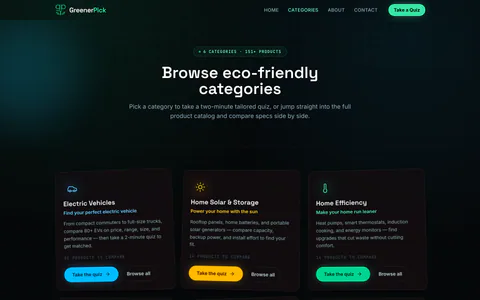 GreenerPick
HOME
CATEGORIES
ABOUT
CONTACT
Take a Quiz
6 CATEGORIES · 151+ PRODUCTS
Browse eco-friendly
categories
Pick a category to take a two-minute tailored quiz, or jump straight into the full
product catalog and compare specs side by side.
Electric Vehicles
Find your perfect electric vehicle
From compact commuters to full-size trucks,
compare 80+ EVs on price, range, size, and
performance — then take a 2-minute quiz to
get matched.
PRODUCTS TO COMPARE
Take the quiz →
Browse all
Home Solar & Storage
Power your home with the sun
Rooftop panels, home batteries, and portable
solar generators — compare capacity,
backup power, and install effort to find your
fit.
PRODUCTS TO COMPARE
Take the quiz →
Browse all
Home Efficiency
Make your home run leaner
Heat pumps, smart thermostats, induction
cooking, and energy monitors — find
upgrades that cut waste without cutting
comfort.
PRODUCTS TO COMPARE
Take the quiz →
Browse all